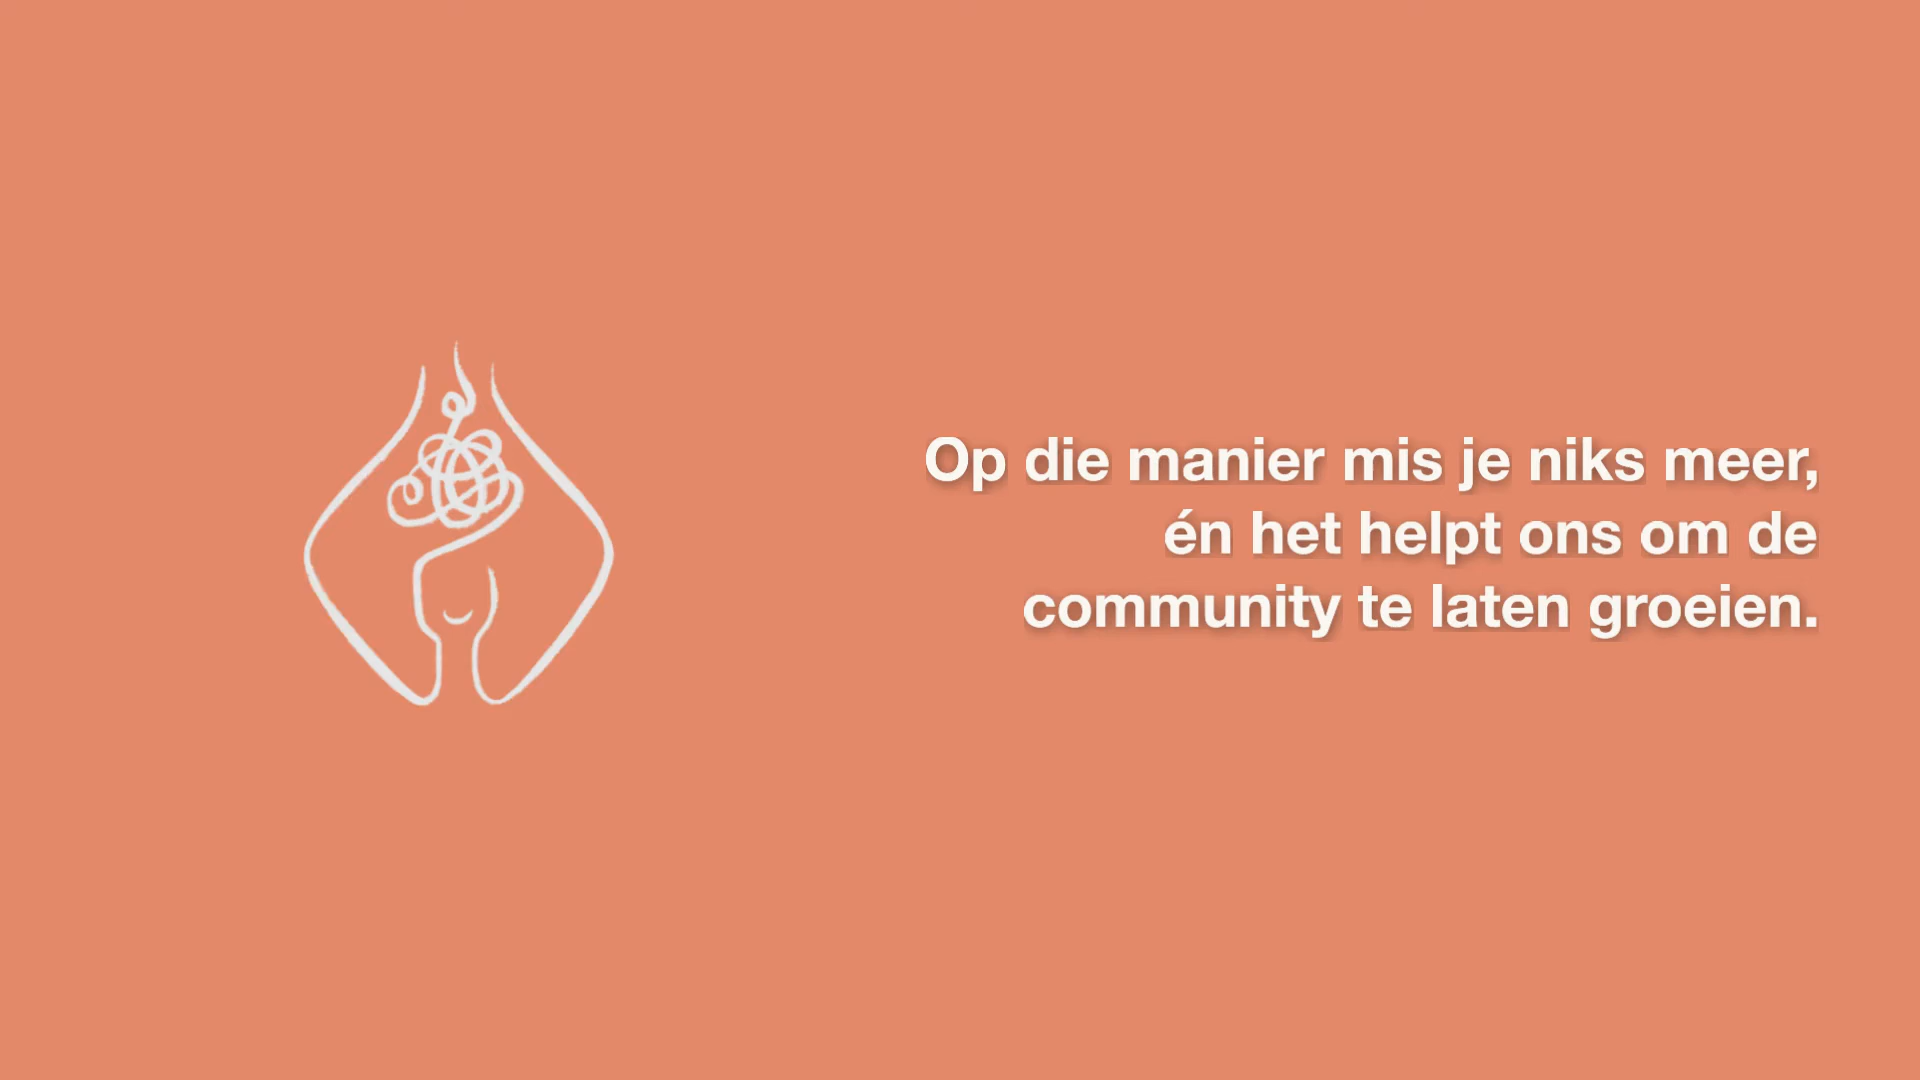 Op die manier mis je niks meer,
én het helpt ons om de
community te laten groeien.